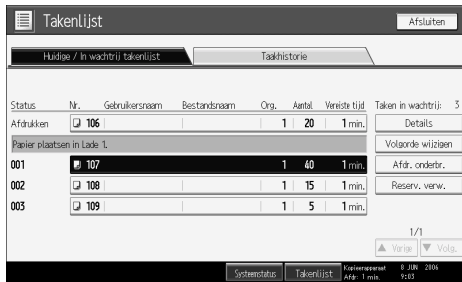 Takenlijst
Afsluiten
Huidige / In wachtrij takenlijst
Taakhistorie
Status Nr. Gebruikersnaam Bestandsnaam Org. Aantal Vereiste tijd Taken in wachtrij: 3
Afdrukken 106 1 20 1 min. Details
Papier plaatsen in Lade 1. Volgorde wijzigen
001 107 1 40 1 min. Afdr. onderbr.
002 108 1 15 1 min. Reserv. verw.
003 109 1 5 1 min.
1/1
▲ Vorige ▼ Volg.
Systeemstatus Takenlijst Kopieerapparaat 8 JUN 2006
Afdr: 1 min. 9:03